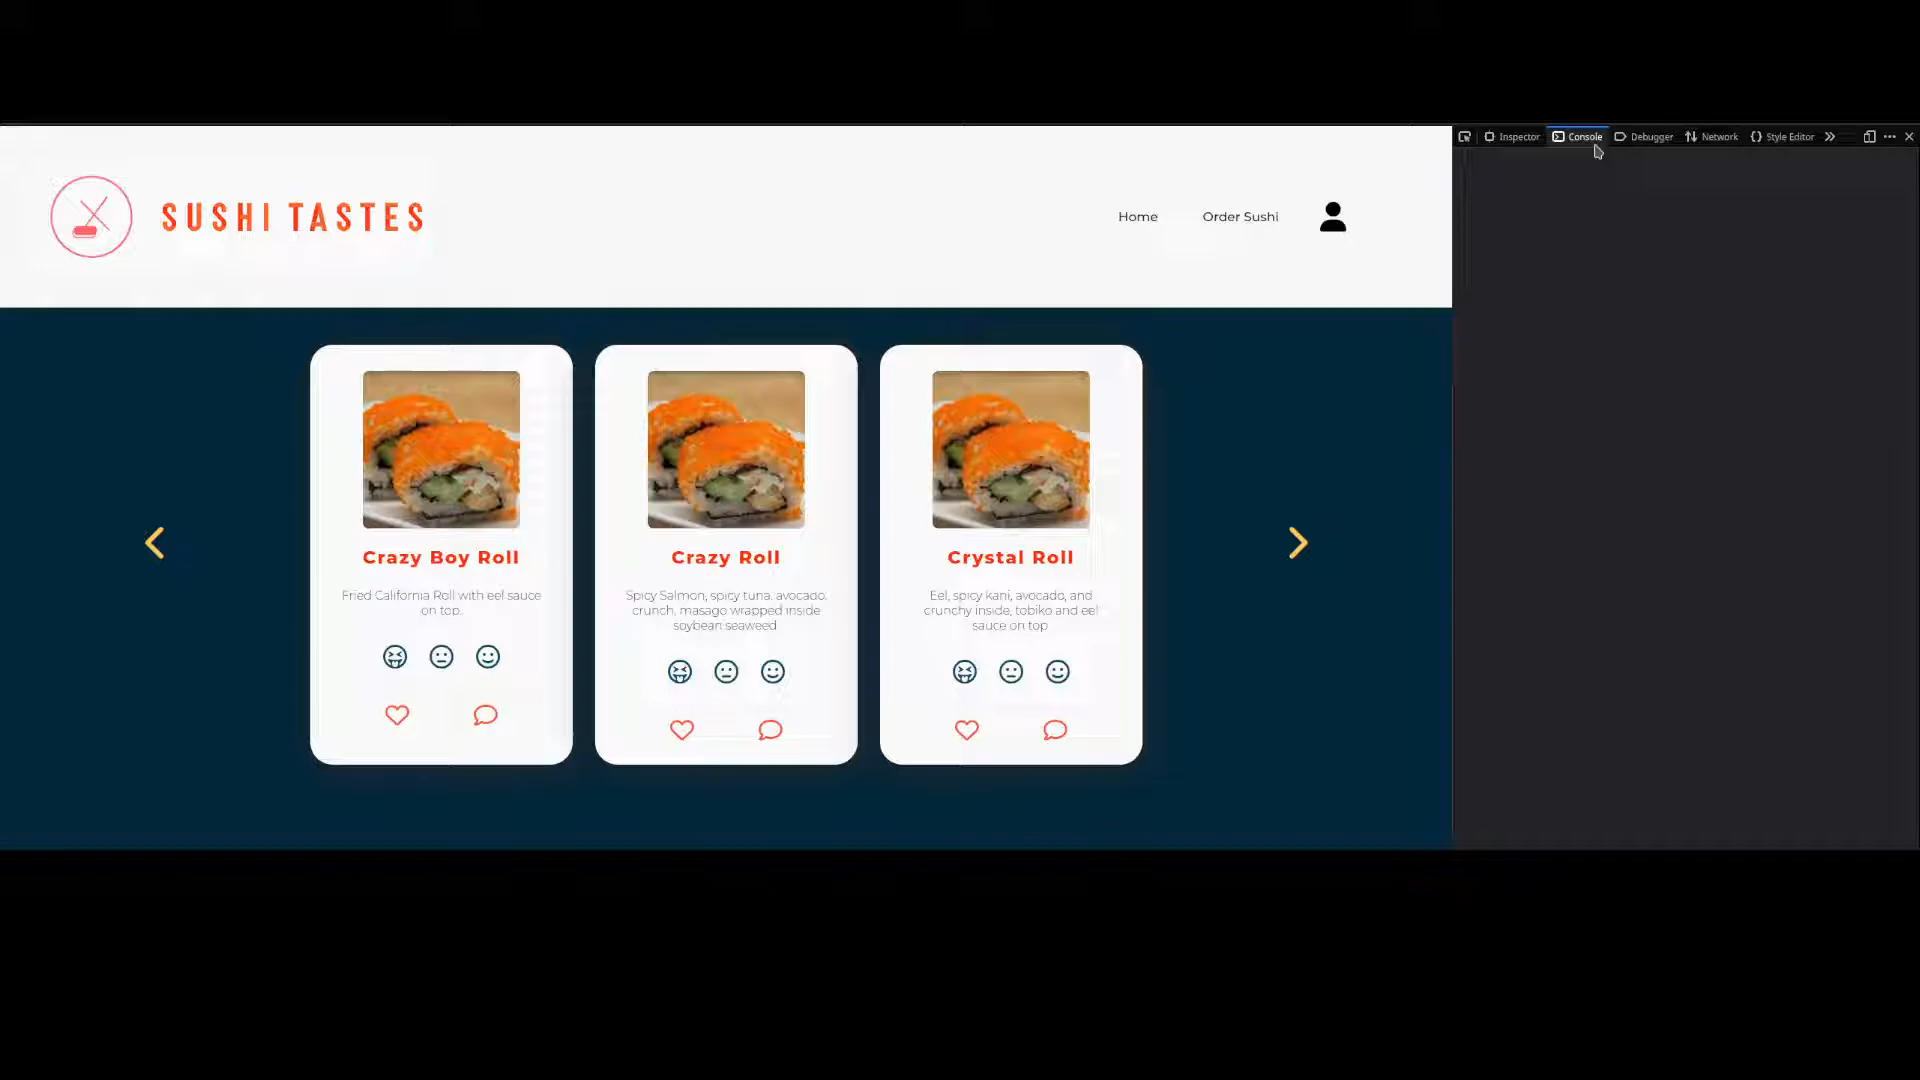 Inspector
Console
Debugger
Network
Style Editor
SUSHI TASTES
Home
Order Sushi
Crazy Boy Roll
Fried California Roll with eel sauce
on top.
Crazy Roll
Spicy Salmon, spicy tuna, avocado,
crunch, masago wrapped inside
soybean seaweed
Crystal Roll
Eel, spicy kani, avocado, and
crunchy inside, tobiko and eel
sauce on top